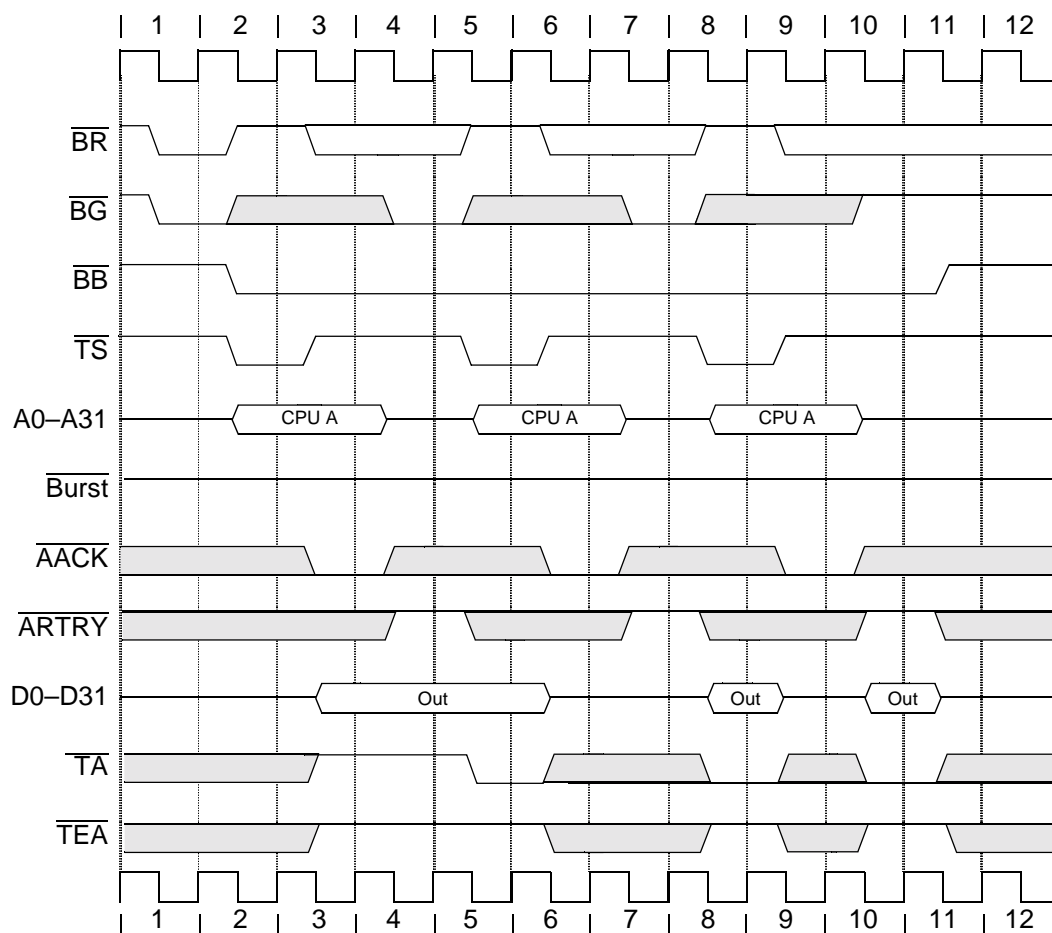 1 2 3 4 5 6 7 8 9 10 11 12
BR
BG
BB
TS
A0–A31 CPU A CPU A CPU A
Burst
AACK
ARTRY
D0–D31 Out Out Out
TA
TEA
1 2 3 4 5 6 7 8 9 10 11 12